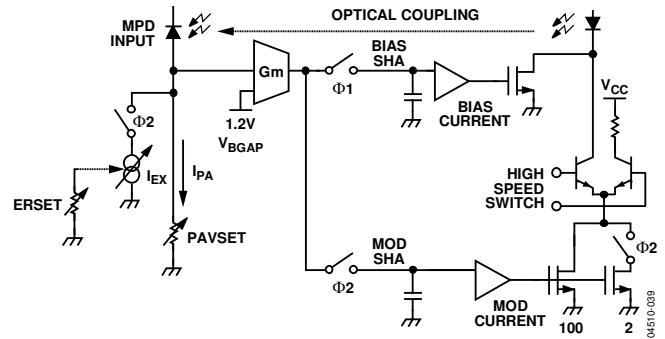 MPD
INPUT
OPTICAL COUPLING
Gm
BIAS
SHA
Φ1
1.2V
VBGAP
BIAS
CURRENT
VCC
Φ2
IEX
IPA
ERSET
PAVSET
HIGH
SPEED
SWITCH
MOD
SHA
Φ2
MOD
CURRENT
Φ2
100
2
04510-039